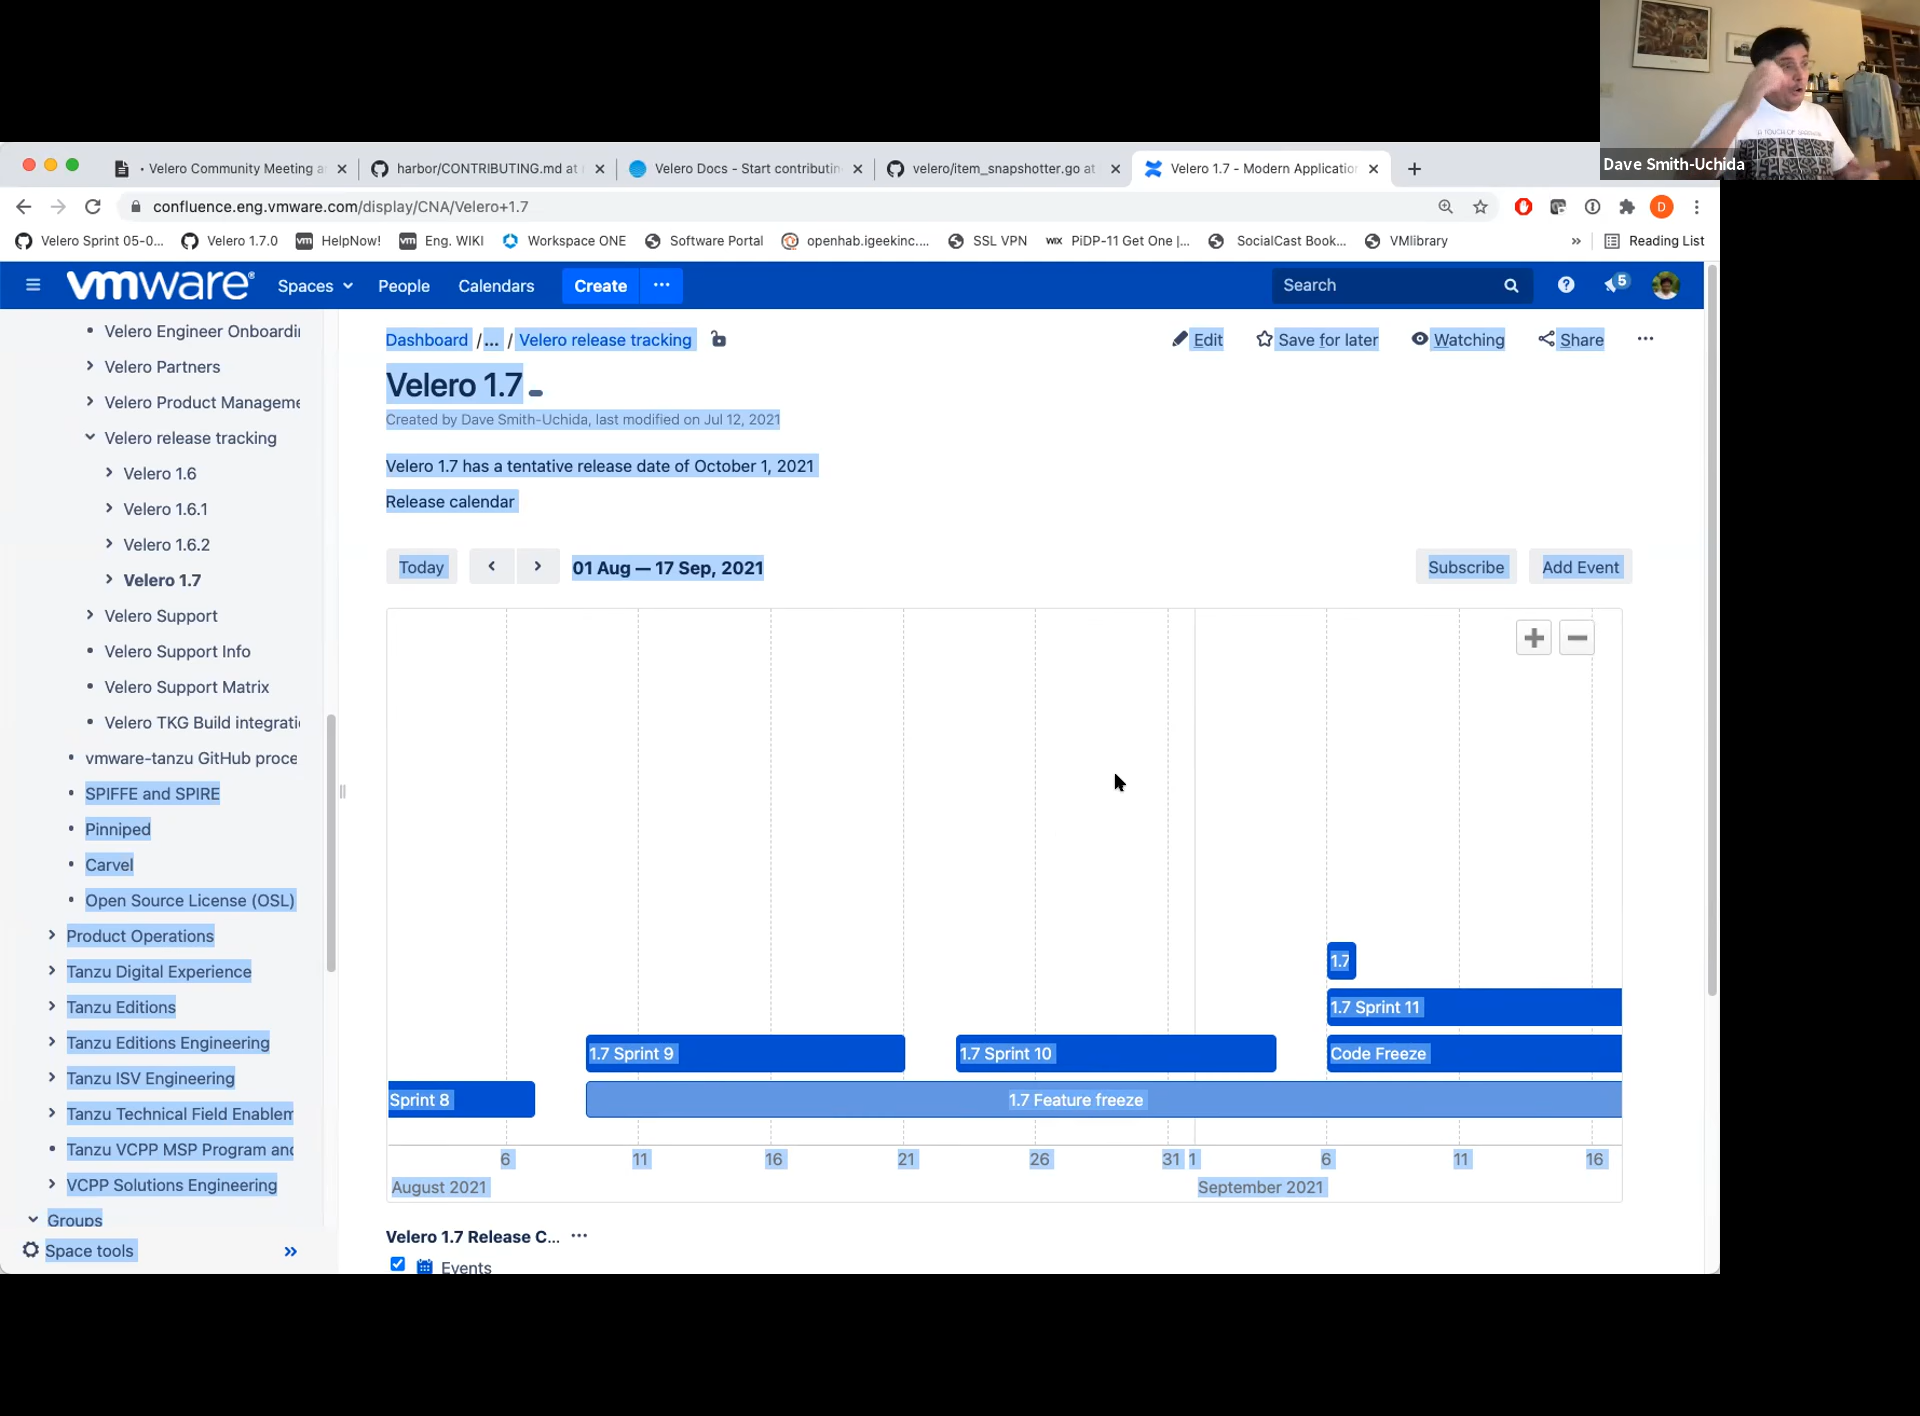 Dave Smith-Uchida
• Velero Community Meeting a
harbor/CONTRIBUTING.md at
Velero Docs - Start contributin
velero/item_snapshotter.go at
Velero 1.7 - Modern Application
confluence.eng.vmware.com/display/CNA/Velero+1.7
D
Velero Sprint 05-0...
Velero 1.7.0
vm HelpNow!
vm Eng. WIKI
Workspace ONE
Software Portal
openhab.igeekinc....
SSL VPN
WIX PiDP-11 Get One |...
SocialCast Book...
VMlibrary
»
Reading List
vmware®
Spaces
People
Calendars
Create
...
Search
5
Velero Engineer Onboardi
Velero Partners
Velero Product Manageme
Velero release tracking
Velero 1.6
Velero 1.6.1
Velero 1.6.2
Velero 1.7
Velero Support
Velero Support Info
Velero Support Matrix
Velero TKG Build integrati
vmware-tanzu GitHub proce
SPIFFE and SPIRE
Pinniped
Carvel
Open Source License (OSL)
Product Operations
Tanzu Digital Experience
Tanzu Editions
Tanzu Editions Engineering
Tanzu ISV Engineering
Tanzu Technical Field Enablem
Tanzu VCPP MSP Program and
VCPP Solutions Engineering
Groups
Space tools
Dashboard / ... / Velero release tracking
Edit
Save for later
Watching
Share
...
Velero 1.7
Created by Dave Smith-Uchida, last modified on Jul 12, 2021
Velero 1.7 has a tentative release date of October 1, 2021
Release calendar
Today
01 Aug — 17 Sep, 2021
Subscribe
Add Event
1.7
1.7 Sprint 11
1.7 Sprint 9
1.7 Sprint 10
Code Freeze
Sprint 8
1.7 Feature freeze
6 11 16 21 26 31 1 6 11 16
August 2021
September 2021
Velero 1.7 Release C... ...
Events